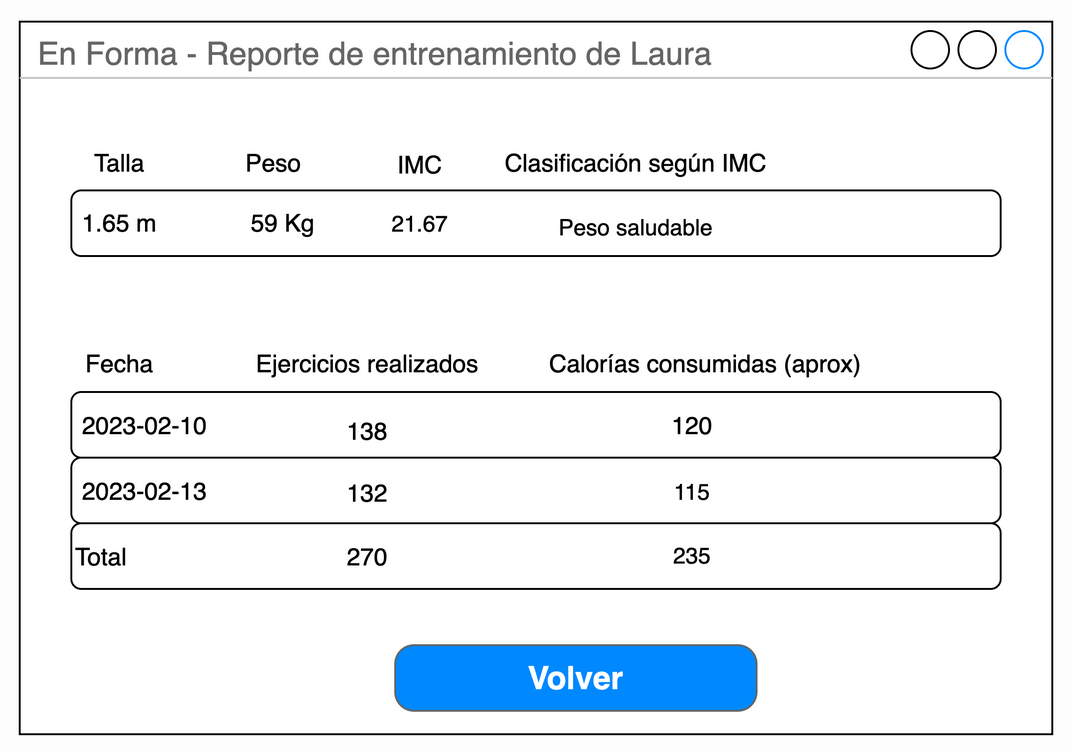 En Forma - Reporte de entrenamiento de Laura
Talla Peso IMC Clasificación según IMC
1.65 m 59 Kg 21.67 Peso saludable
Fecha Ejercicios realizados Calorías consumidas (aprox)
2023-02-10 138 120
2023-02-13 132 115
Total 270 235
Volver